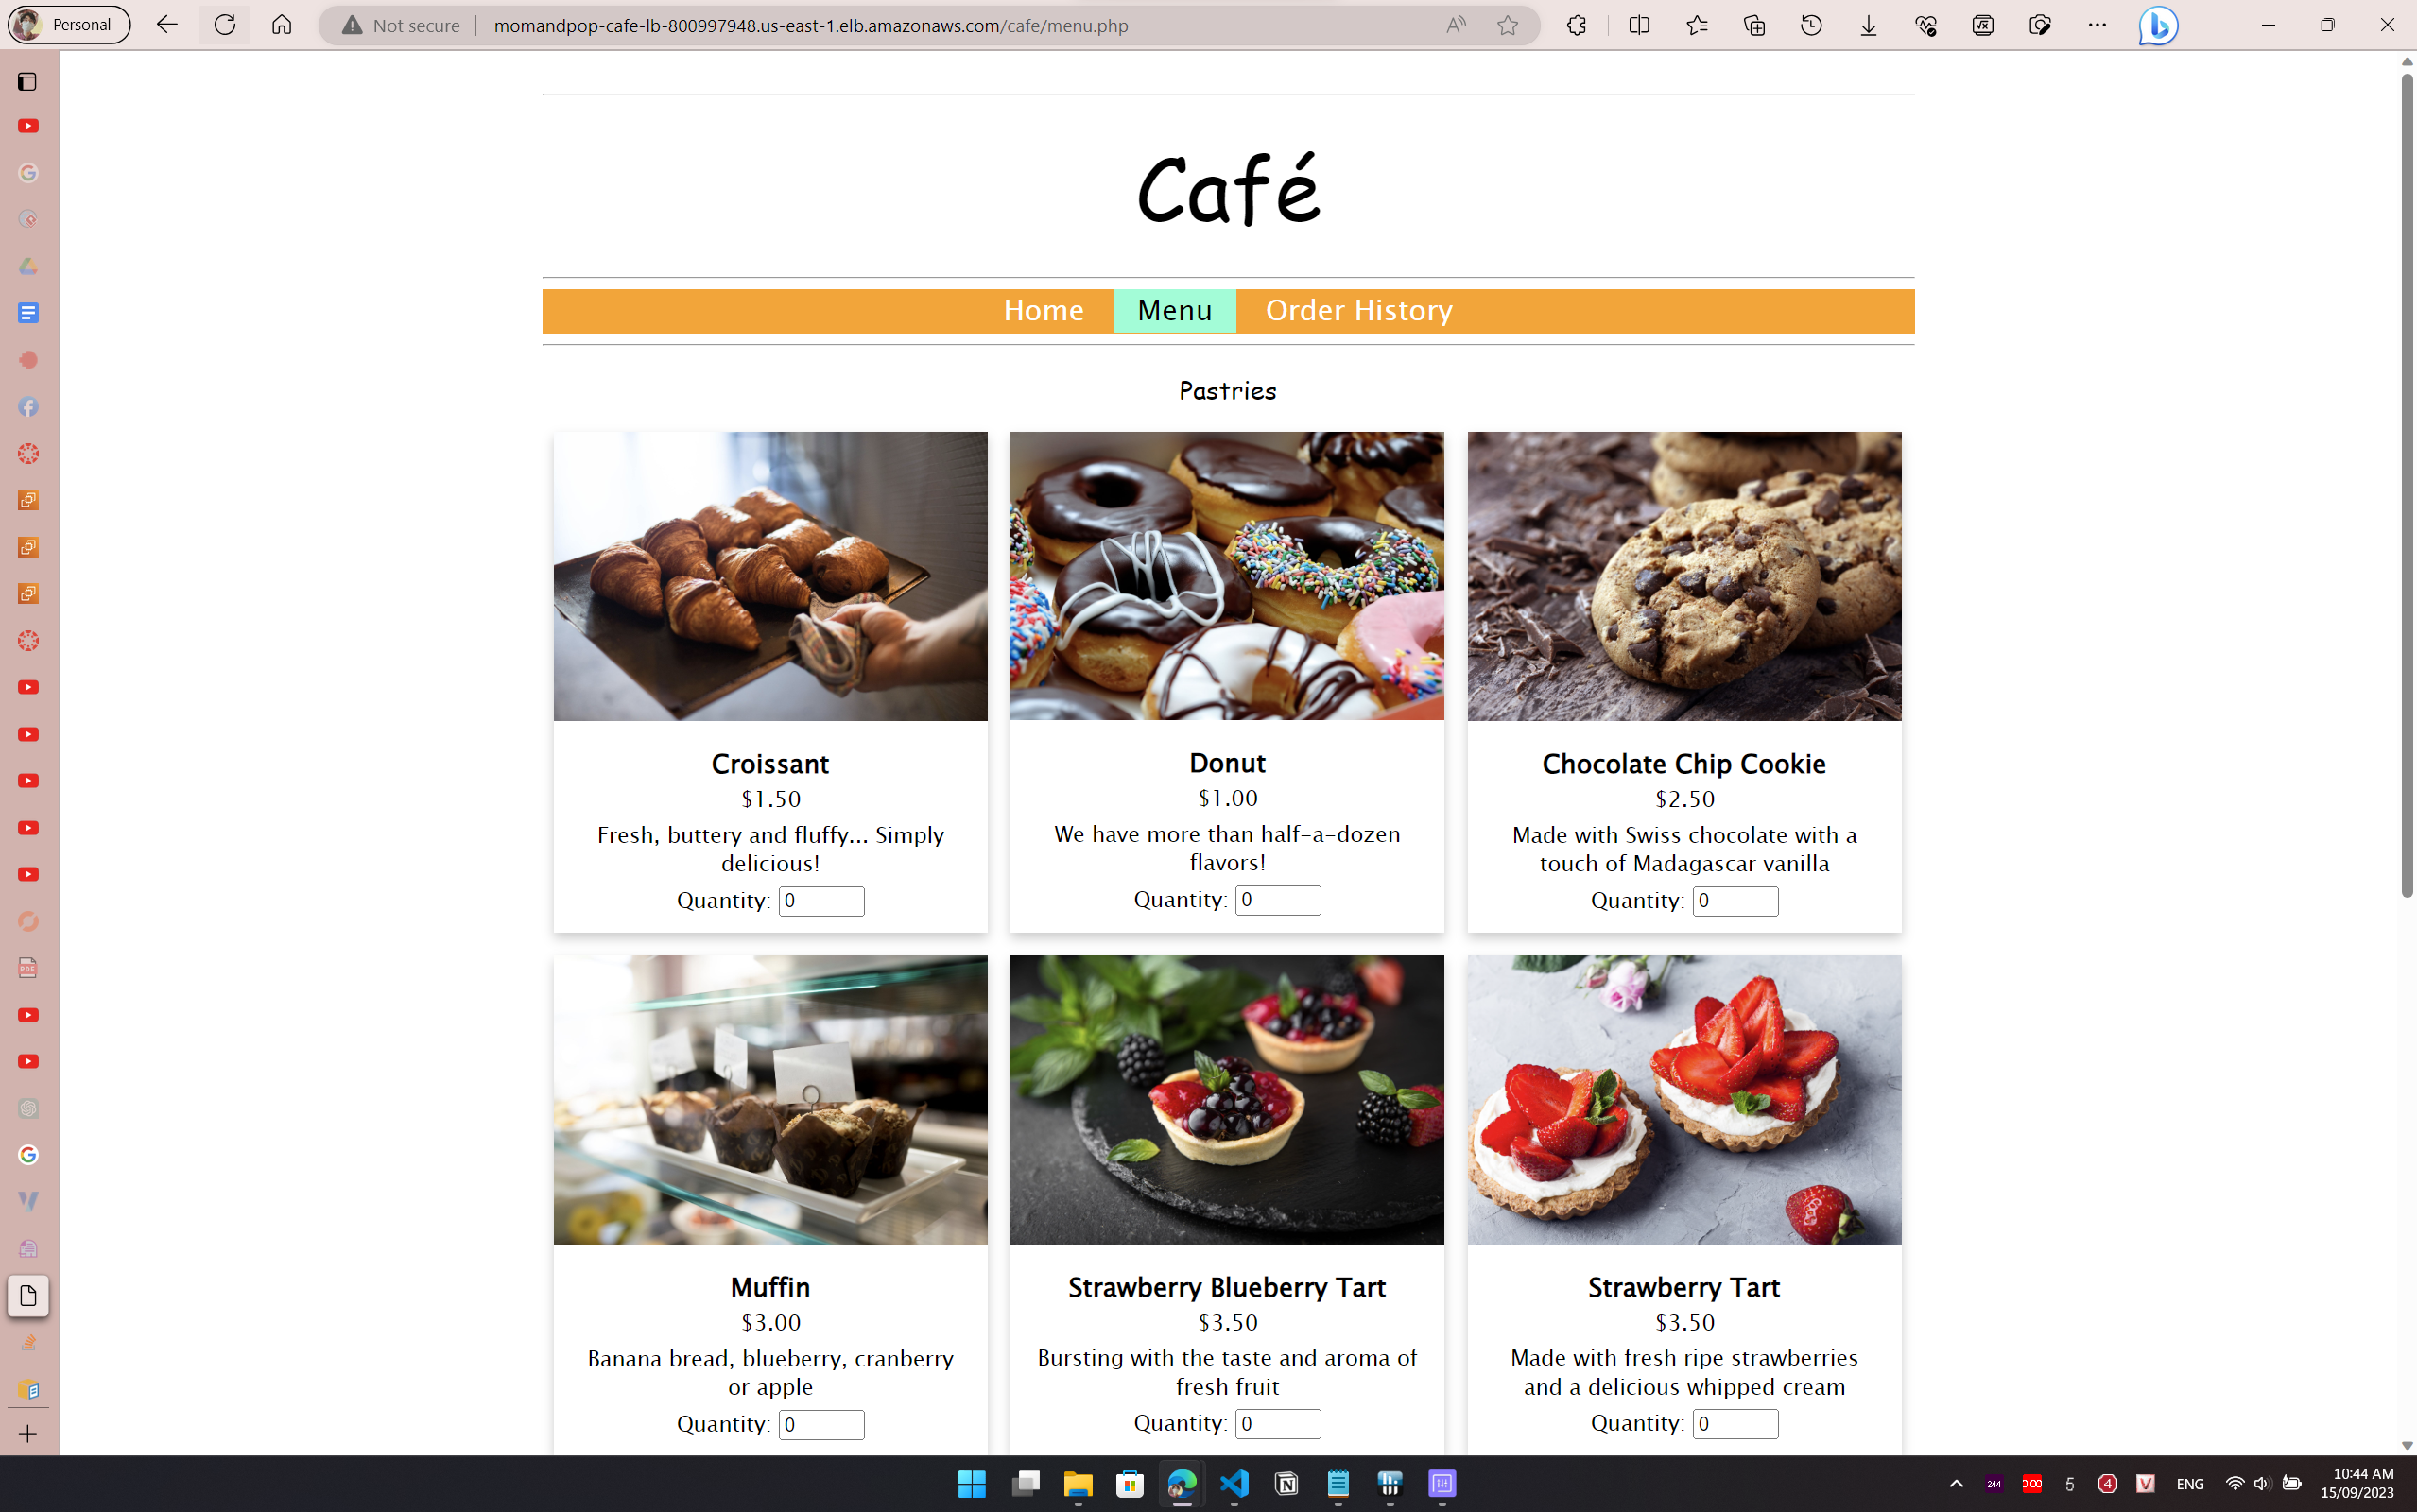 Personal
Not secure
momandpop-cafe-lb-800997948.us-east-1.elb.amazonaws.com/cafe/menu.php
Café
Home Menu Order History
Pastries
Croissant
$1.50
Fresh, buttery and fluffy... Simply
delicious!
Quantity: 0
Donut
$1.00
We have more than half-a-dozen
flavors!
Quantity: 0
Chocolate Chip Cookie
$2.50
Made with Swiss chocolate with a
touch of Madagascar vanilla
Quantity: 0
Muffin
$3.00
Banana bread, blueberry, cranberry
or apple
Quantity: 0
Strawberry Blueberry Tart
$3.50
Bursting with the taste and aroma of
fresh fruit
Quantity: 0
Strawberry Tart
$3.50
Made with fresh ripe strawberries
and a delicious whipped cream
Quantity: 0
244
0.00
5
4
V
ENG
10:44 AM
15/09/2023